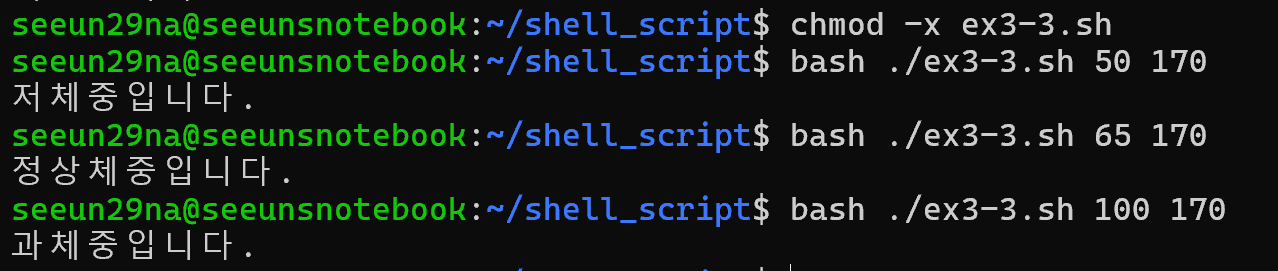 seeun29na@seeunsnotebook:~/shell_script$ chmod -x ex3-3.sh
seeun29na@seeunsnotebook:~/shell_script$ bash ./ex3-3.sh 50 170
저체중입니다.
seeun29na@seeunsnotebook:~/shell_script$ bash ./ex3-3.sh 65 170
정상체중입니다.
seeun29na@seeunsnotebook:~/shell_script$ bash ./ex3-3.sh 100 170
과체중입니다.